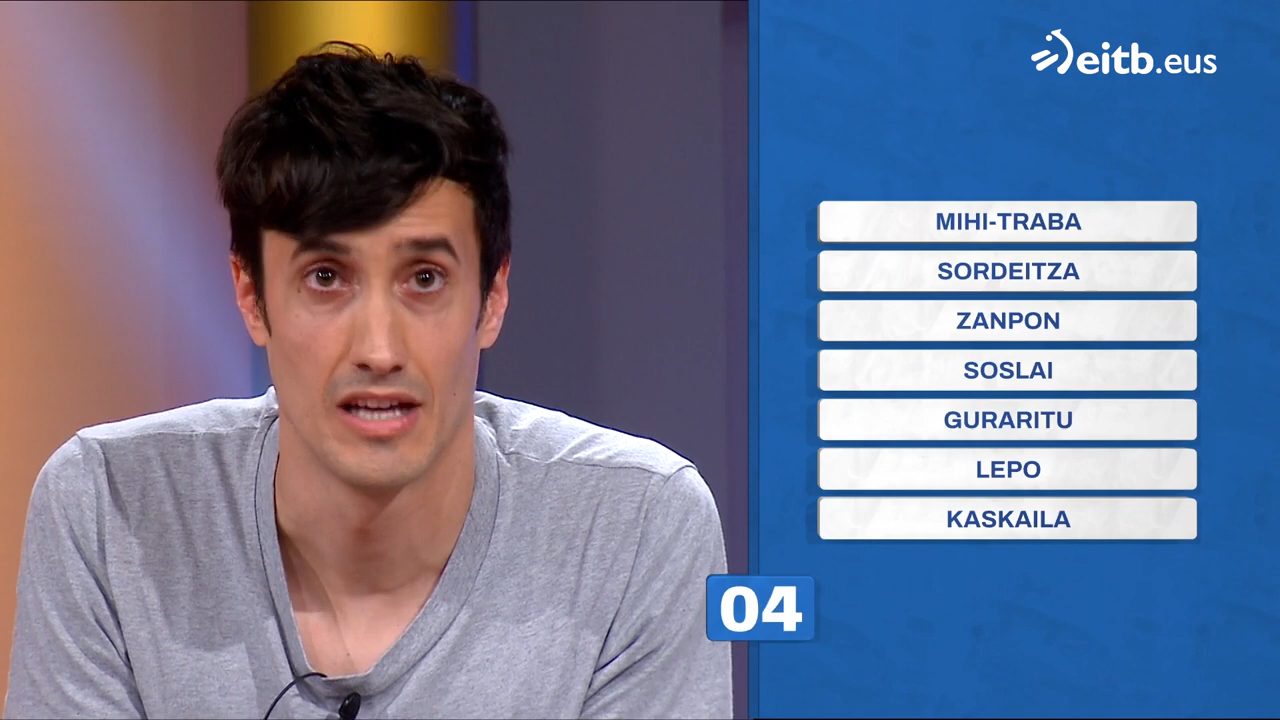 eitb.eus
MIHI-TRABA
SORDEITZA
ZANPON
SOSLAI
GURARITU
LEPO
KASKAILA
04